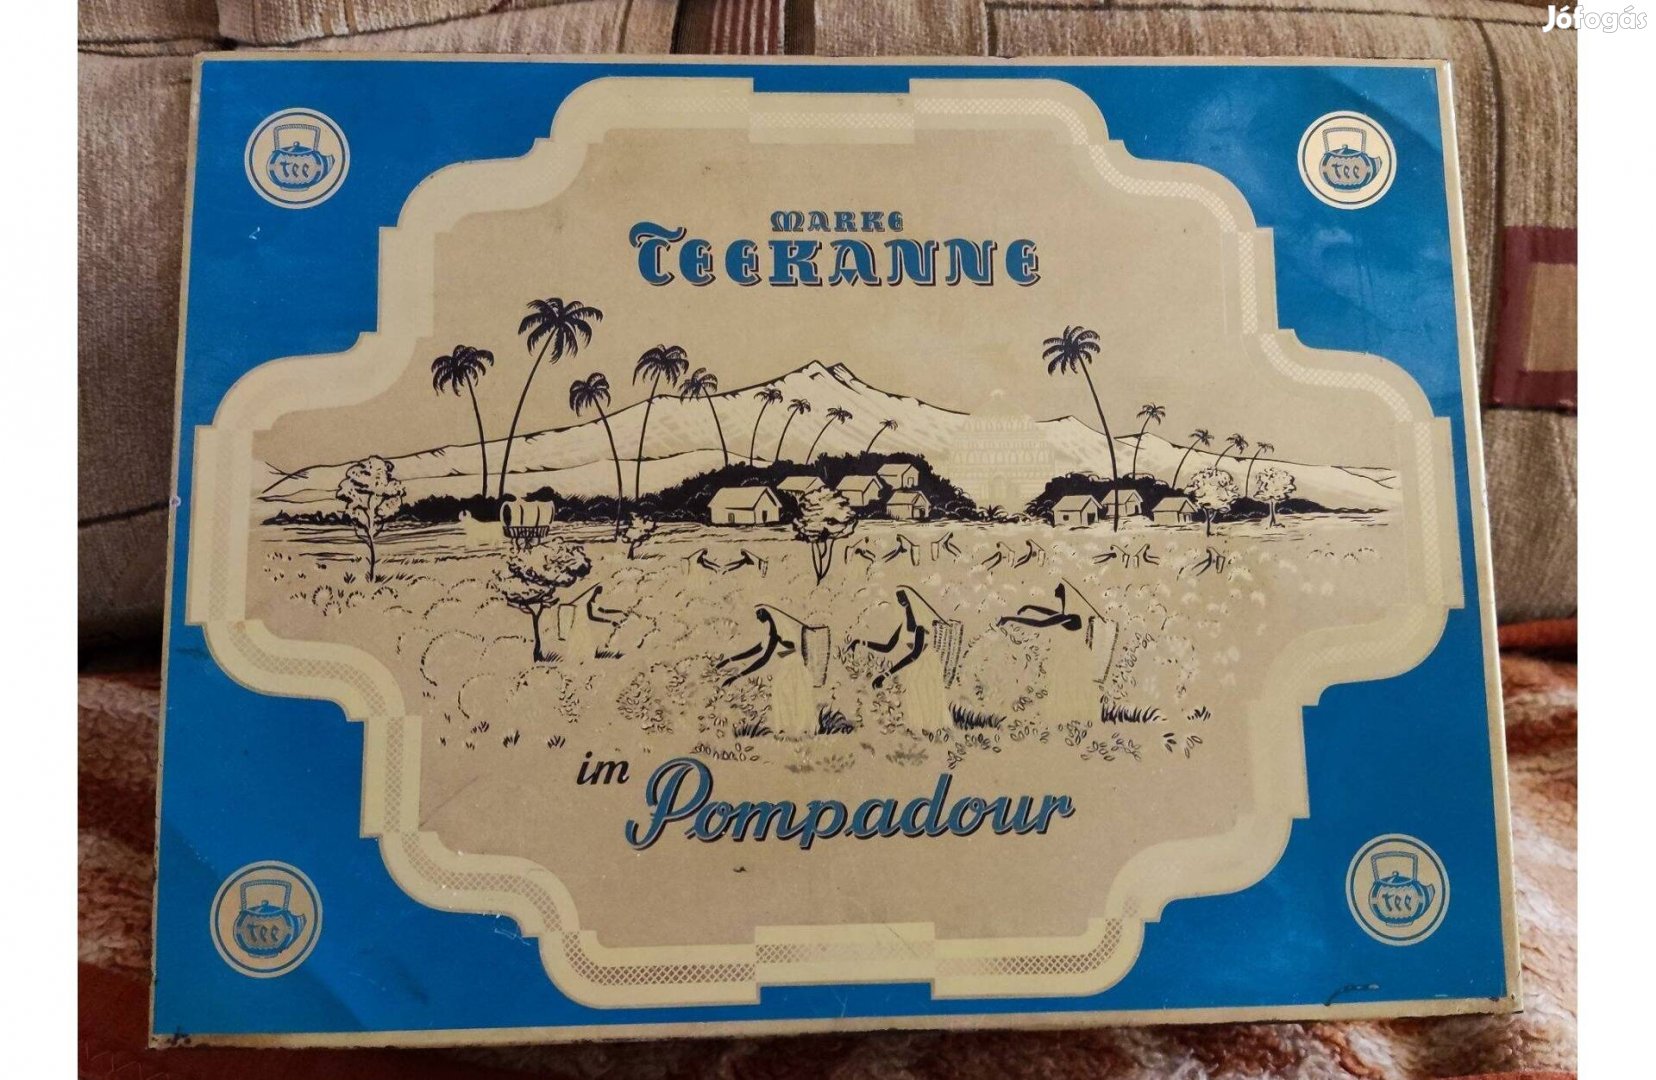 Jófogás
tee
tee
MARKE
TEEKANNE
im
Pompadour
tee
tee